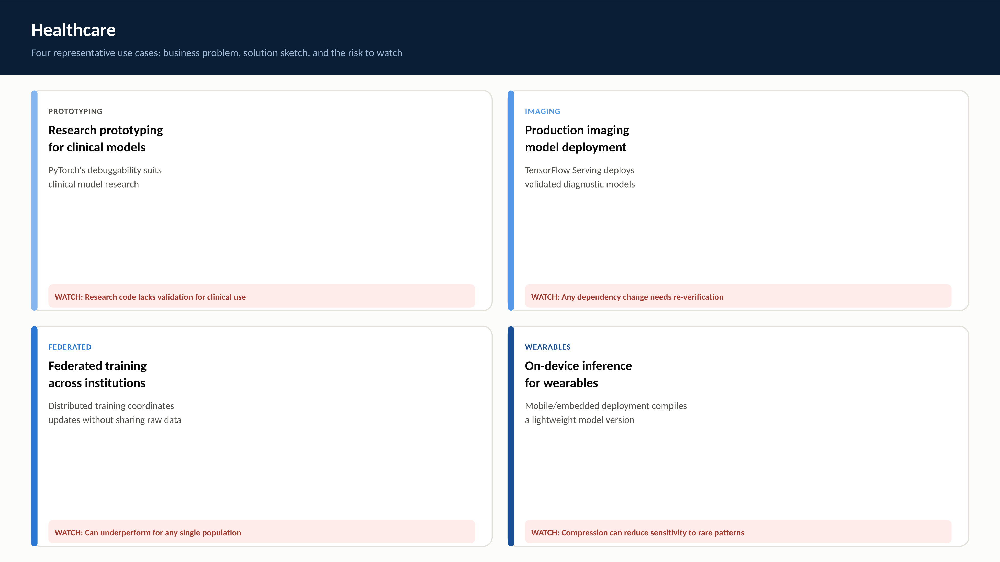 Healthcare
Four representative use cases: business problem, solution sketch, and the risk to watch
PROTOTYPING
Research prototyping
for clinical models
PyTorch's debuggability suits
clinical model research
WATCH: Research code lacks validation for clinical use
IMAGING
Production imaging
model deployment
TensorFlow Serving deploys
validated diagnostic models
WATCH: Any dependency change needs re-verification
FEDERATED
Federated training
across institutions
Distributed training coordinates
updates without sharing raw data
WATCH: Can underperform for any single population
WEARABLES
On-device inference
for wearables
Mobile/embedded deployment compiles
a lightweight model version
WATCH: Compression can reduce sensitivity to rare patterns